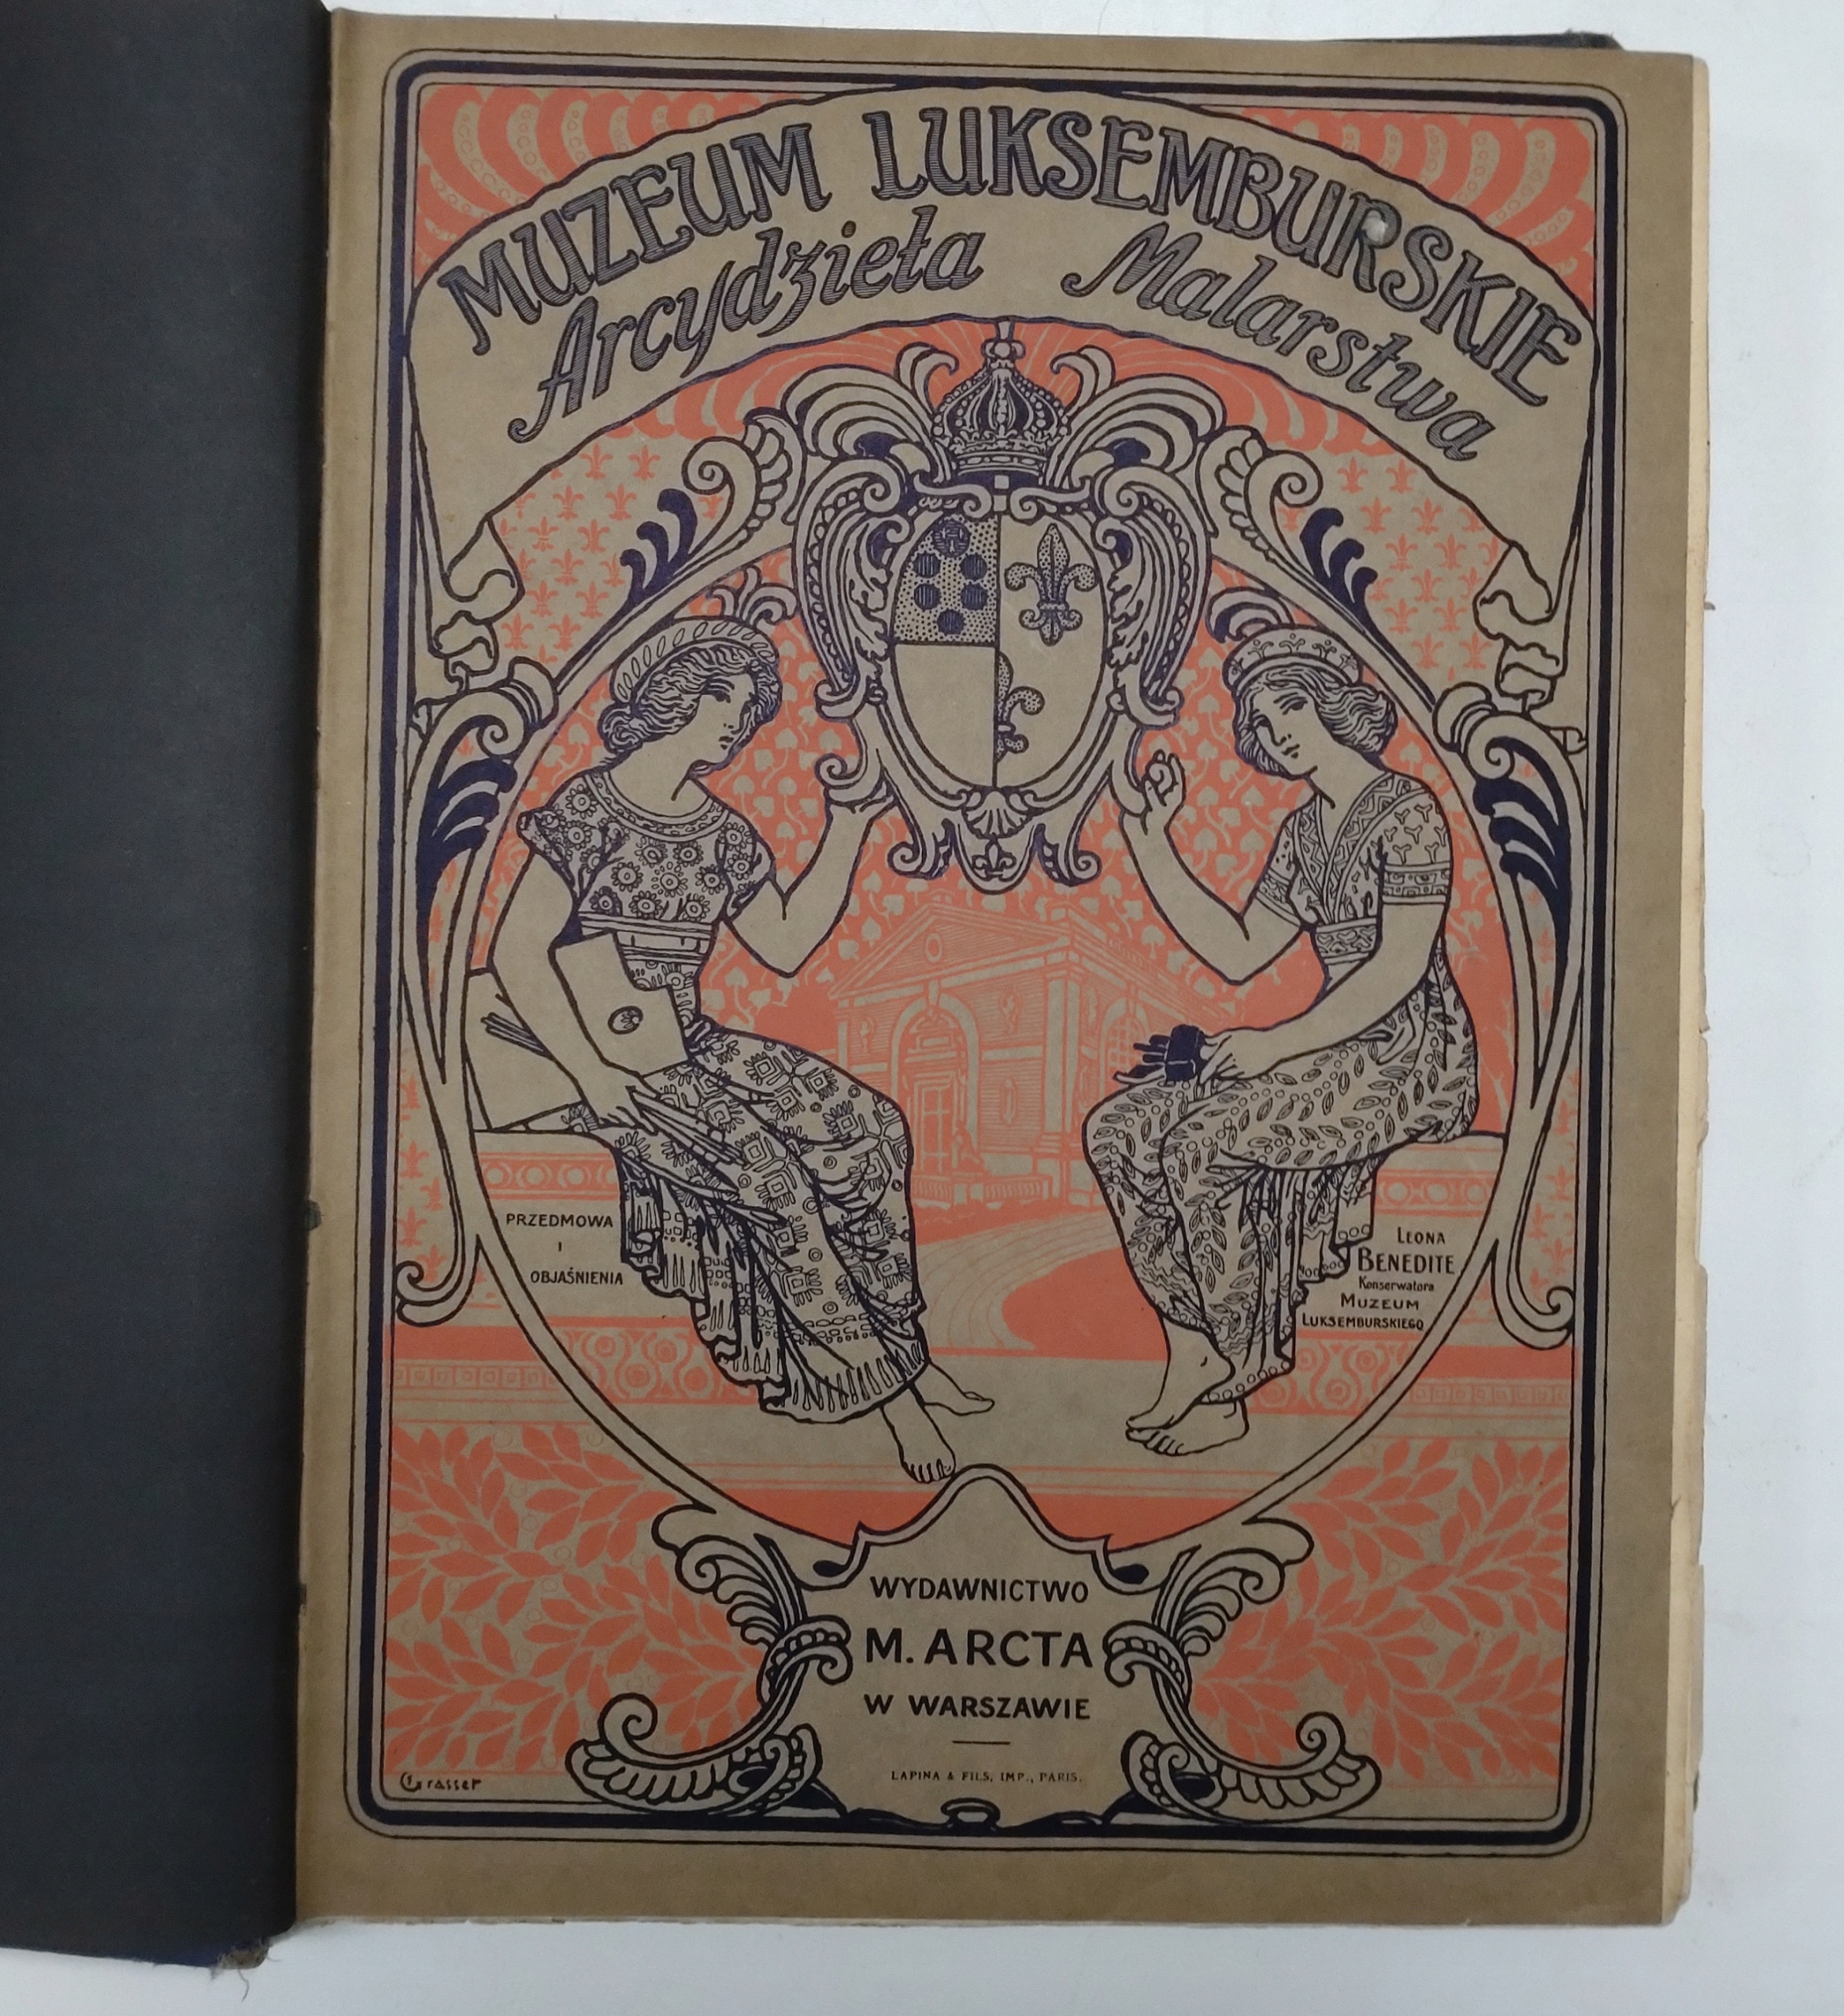 MUZEUM LUKSEMBURSKIE
Arcydzieła Malarstwa
PRZEDMOWA
I
OBJAŚNIENIA
LEONA
BENEDITE
Konserwatora
MUZEUM
LUKSEMBURSKIEGO
WYDAWNICTWO
M. ARCTA
W WARSZAWIE
LAPINA & FILS, IMP., PARIS.
Grasset